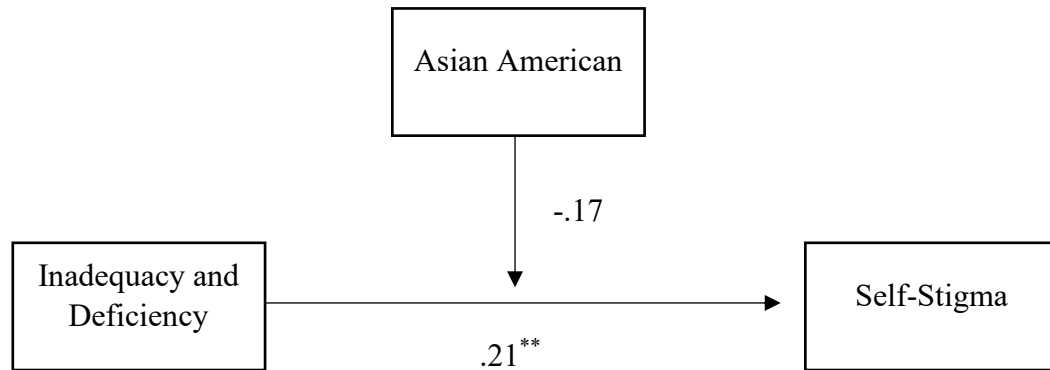 Asian American
-.17
Inadequacy and
Deficiency
Self-Stigma
.21**